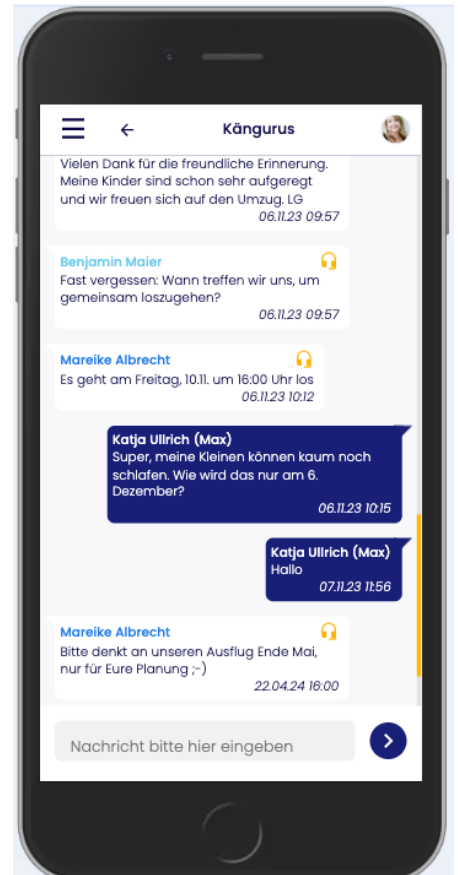 Kängurus
Vielen Dank für die freundliche Erinnerung.
Meine Kinder sind schon sehr aufgeregt
und wir freuen sich auf den Umzug. LG
06.11.23 09:57
Benjamin Maier
Fast vergessen: Wann treffen wir uns, um
gemeinsam loszugehen?
06.11.23 09:57
Mareike Albrecht
Es geht am Freitag, 10.11. um 16:00 Uhr los
06.11.23 10:12
Katja Ullrich (Max)
Super, meine Kleinen können kaum noch
schlafen. Wie wird das nur am 6.
Dezember?
06.11.23 10:15
Katja Ullrich (Max)
Hallo
07.11.23 11:56
Mareike Albrecht
Bitte denkt an unseren Ausflug Ende Mai,
nur für Eure Planung ;-)
22.04.24 16:00
Nachricht bitte hier eingeben